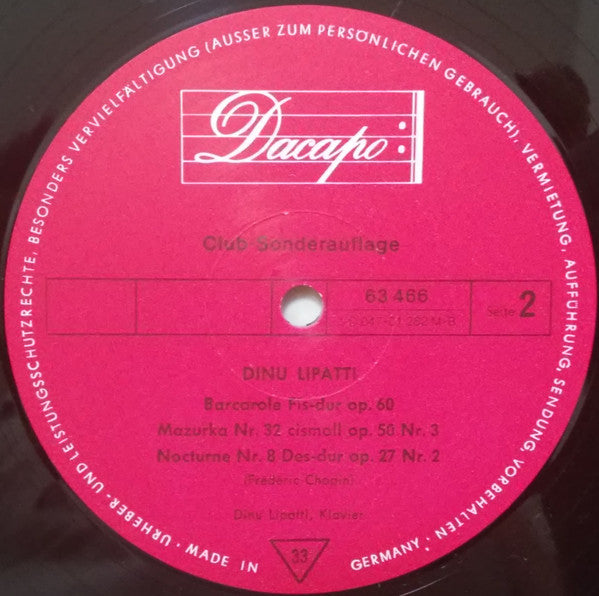 URHEBER- UND LEISTUNGSSCHUTZRECHTE, BESONDERS VERVIELFÄLTIGUNG (AUSSER ZUM PERSÖNLICHEN GEBRAUCH), VERMIETUNG, AUFFÜHRUNG, SENDUNG, VORBEHALTEN · MADE IN GERMANY ·
Dacapo
Club-Sonderauflage
63 466
Seite 2
DINU LIPATTI
Barcarole Fis-dur op. 60
Mazurka Nr. 32 cismoll op. 50 Nr. 3
Nocturne Nr. 8 Des-dur op. 27 Nr. 2
(Frédéric Chopin)
Dinu Lipatti, Klavier
33